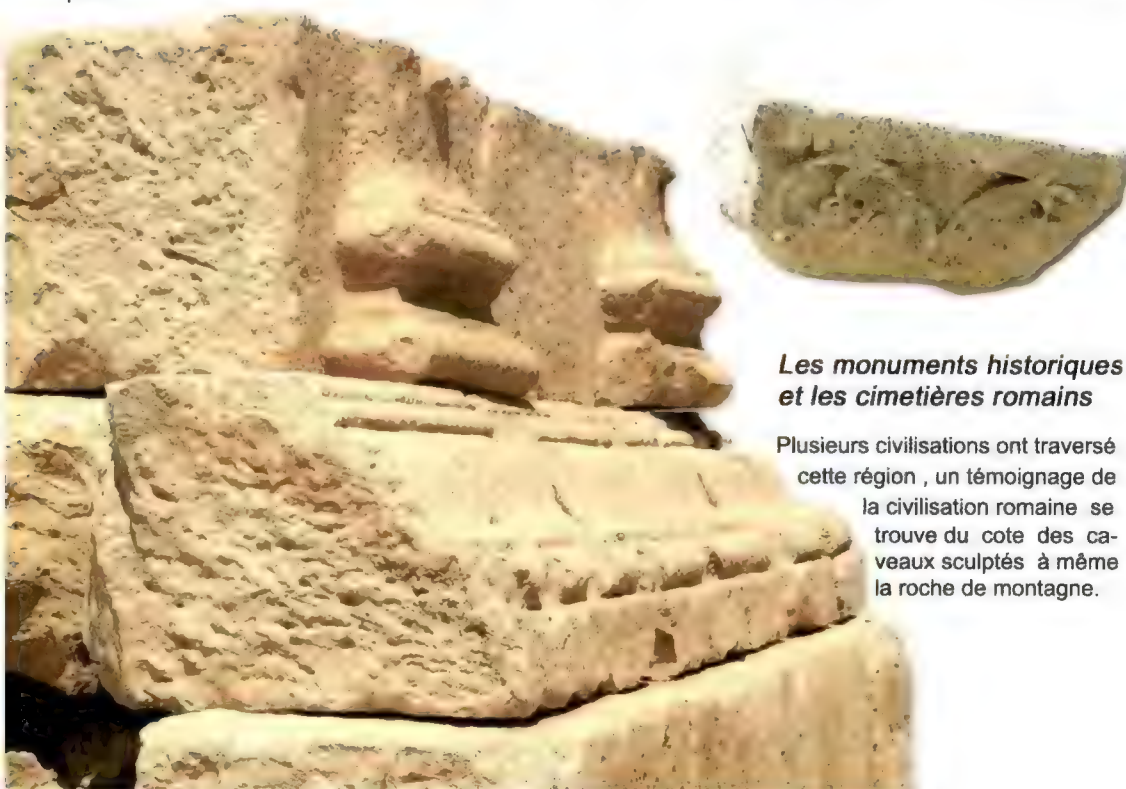 Les monuments historiques
et les cimetières romains
Plusieurs civilisations ont traversé
cette région , un témoignage de
la civilisation romaine se
trouve du cote des ca-
veaux sculptés à même
la roche de montagne.